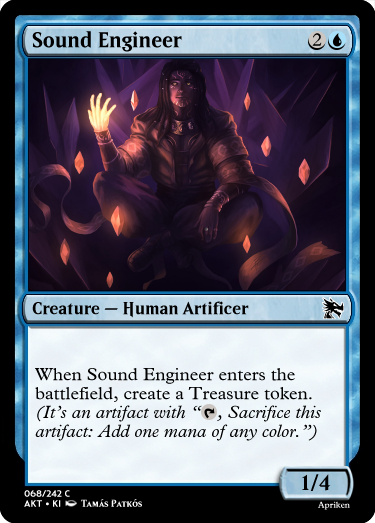 Sound Engineer 2
Creature — Human Artificer
When Sound Engineer enters the
battlefield, create a Treasure token.
(It's an artifact with “, Sacrifice this
artifact: Add one mana of any color.”)
1/4
068/242 C
AKT • KI Tamás Patkós
Apriken